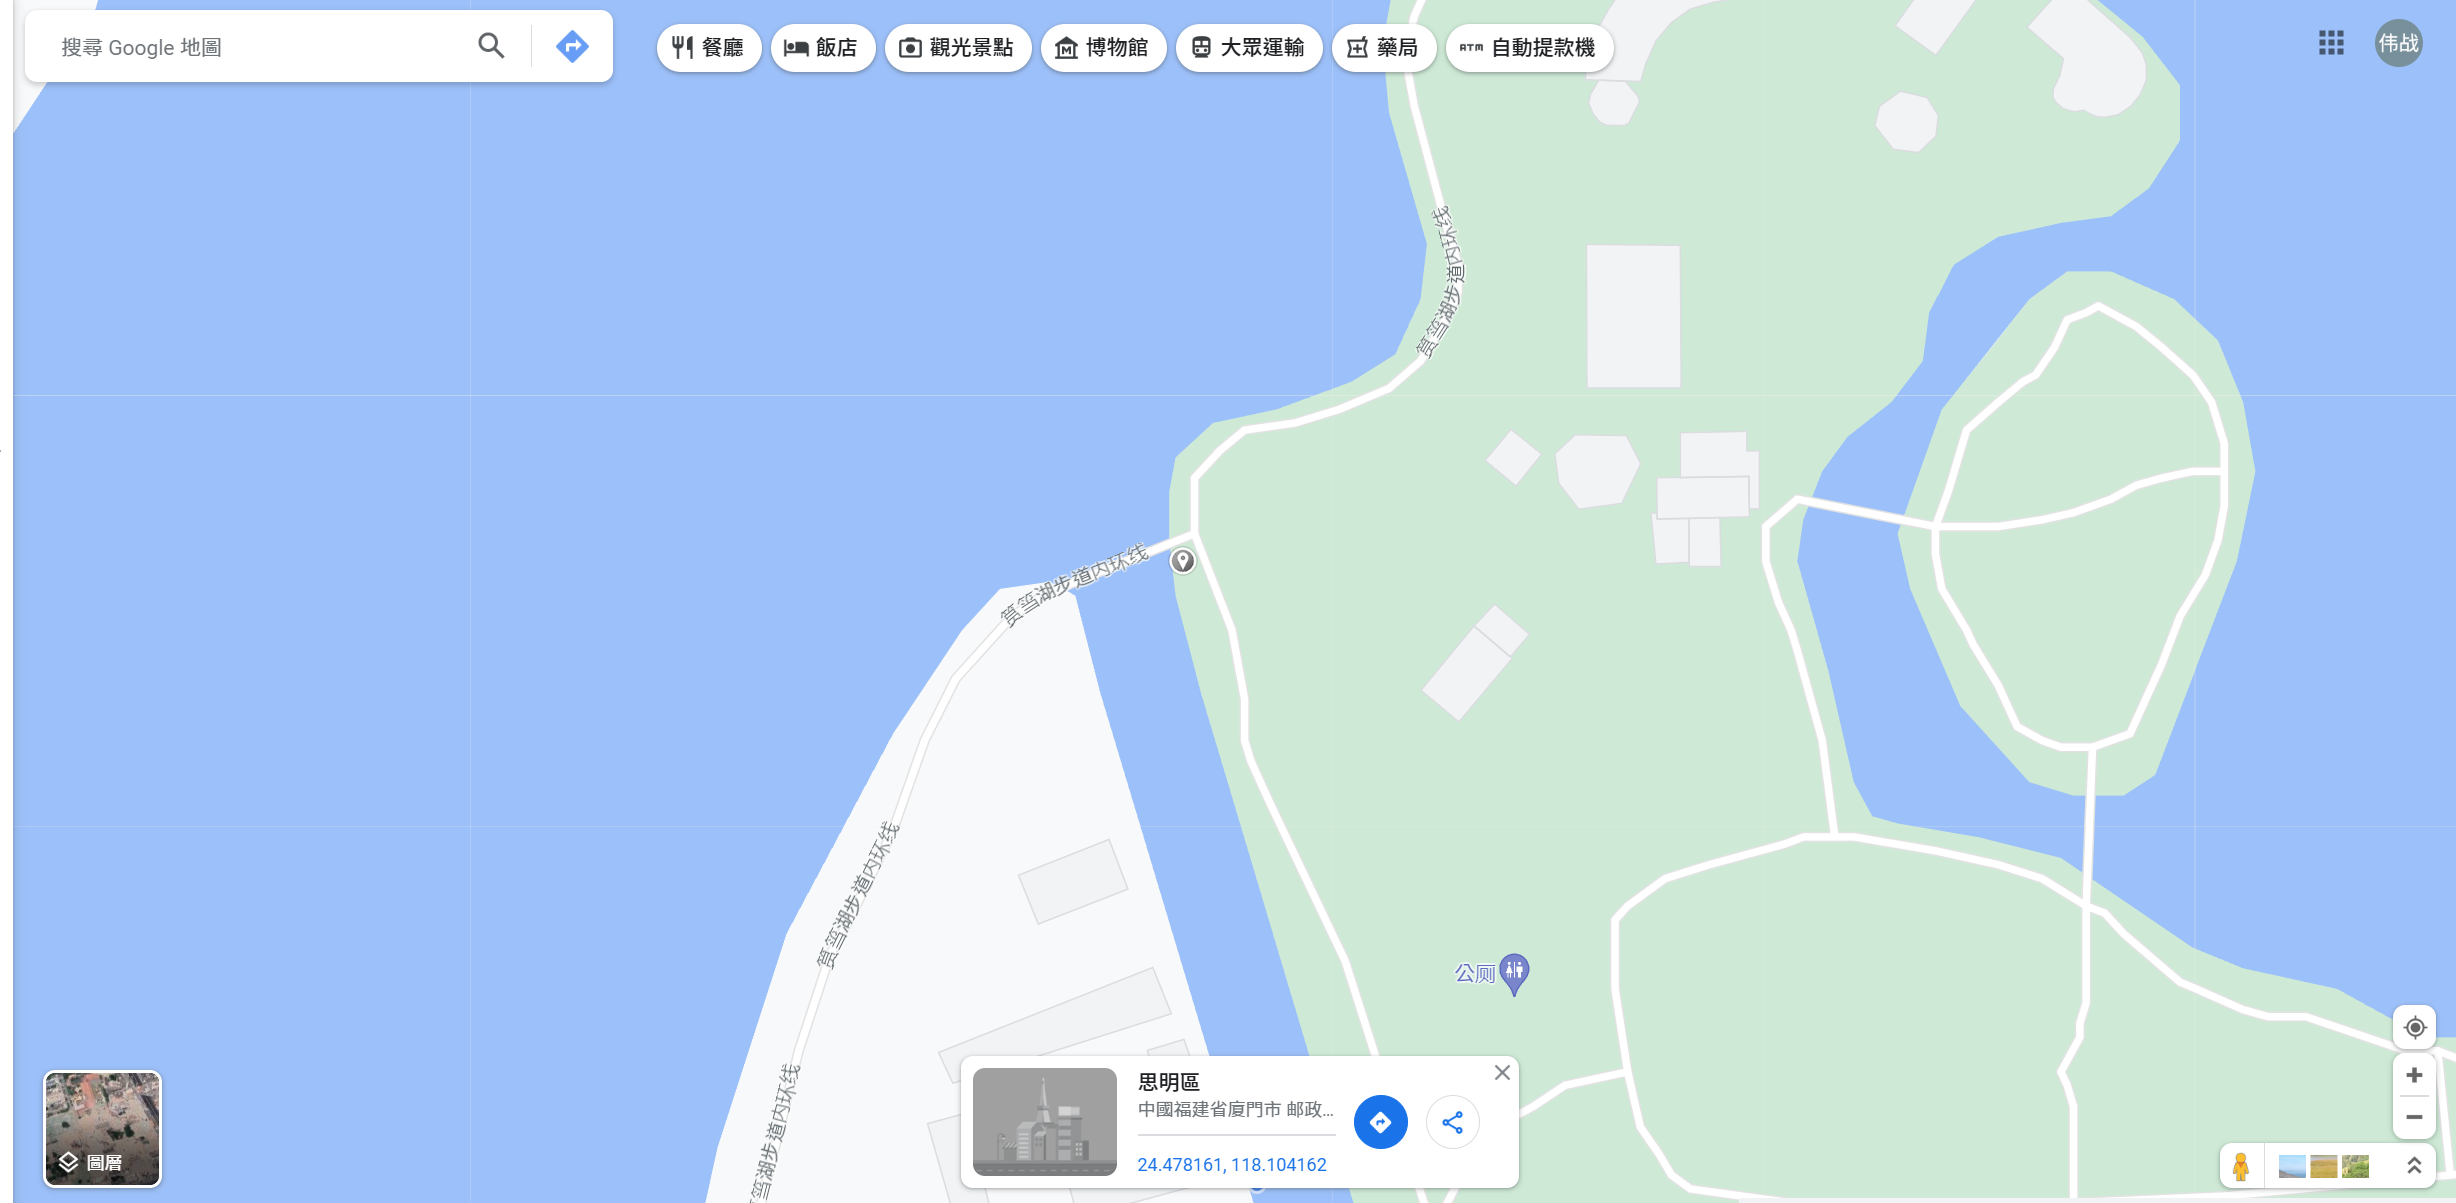 搜尋 Google 地圖
餐廳
飯店
觀光景點
博物館
大眾運輸
藥局
ATM 自動提款機
伟战
筼筜湖步道内环线
筼筜湖步道内环线
筼筜湖步道内环线
公厕
筼筜湖步道内环线
圖層
思明區
中國福建省廈門市 邮政...
24.478161, 118.104162